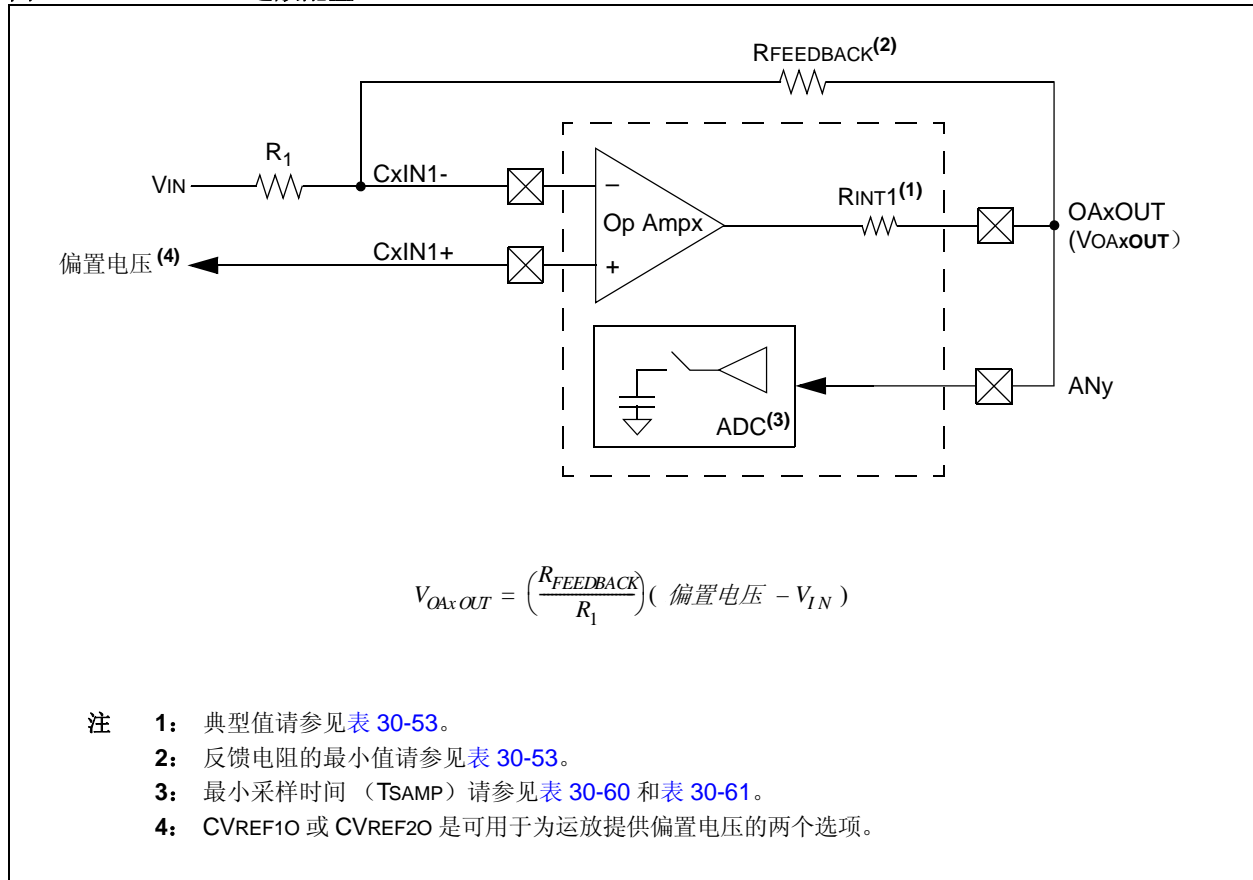 RFEEDBACK(2)
R1
VIN
CxIN1-
–
Op Ampx
RINT1(1)
OAxOUT
(VOAxOUT）
偏置电压(4)
CxIN1+
+
ADC(3)
ANy
VOAxOUT = (RFEEDBACK/R1)( 偏置电压 – VIN )
注 1： 典型值请参见表 30-53。
2： 反馈电阻的最小值请参见表 30-53。
3： 最小采样时间 （TSAMP）请参见表 30-60 和表 30-61。
4： CVREF1O 或 CVREF2O 是可用于为运放提供偏置电压的两个选项。